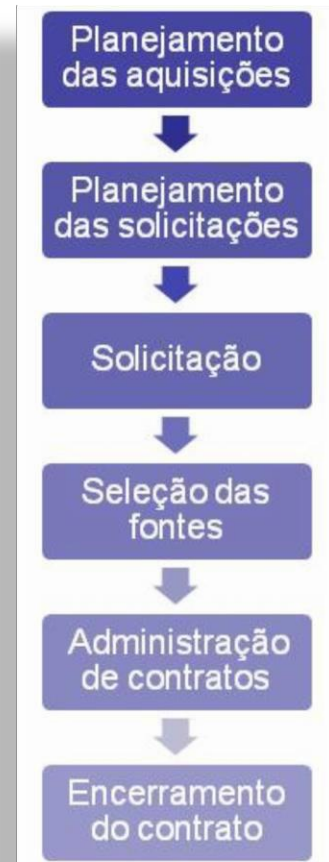 Planejamento
das aquisições
Planejamento
das solicitações
Solicitação
Seleção das
fontes
Administração
de contratos
Encerramento
do contrato